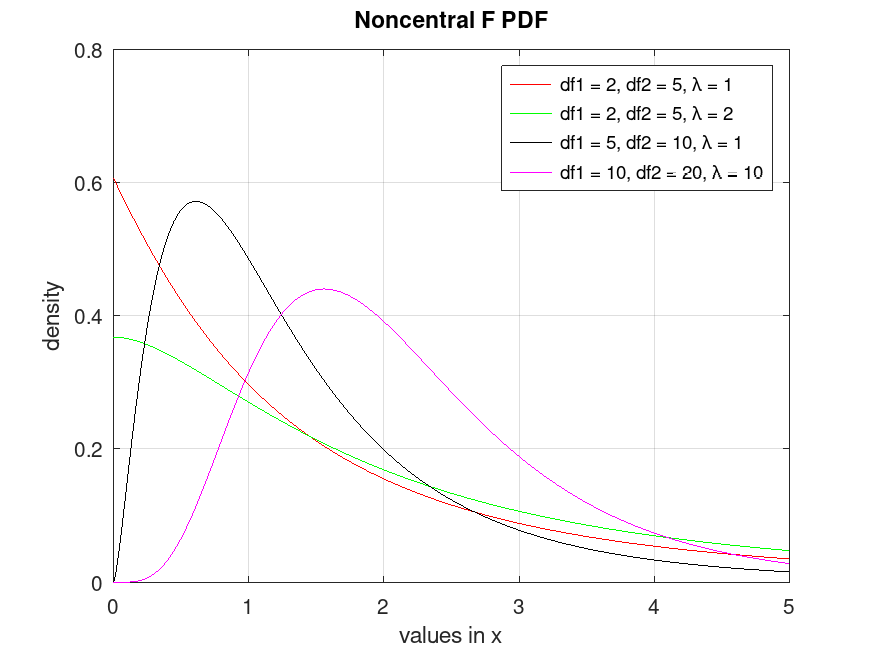 Noncentral F PDF
0.8
0.6
0.4
0.2
0
density
df1 = 2, df2 = 5, λ = 1
df1 = 2, df2 = 5, λ = 2
df1 = 5, df2 = 10, λ = 1
df1 = 10, df2 = 20, λ = 10
0 1 2 3 4 5
values in x